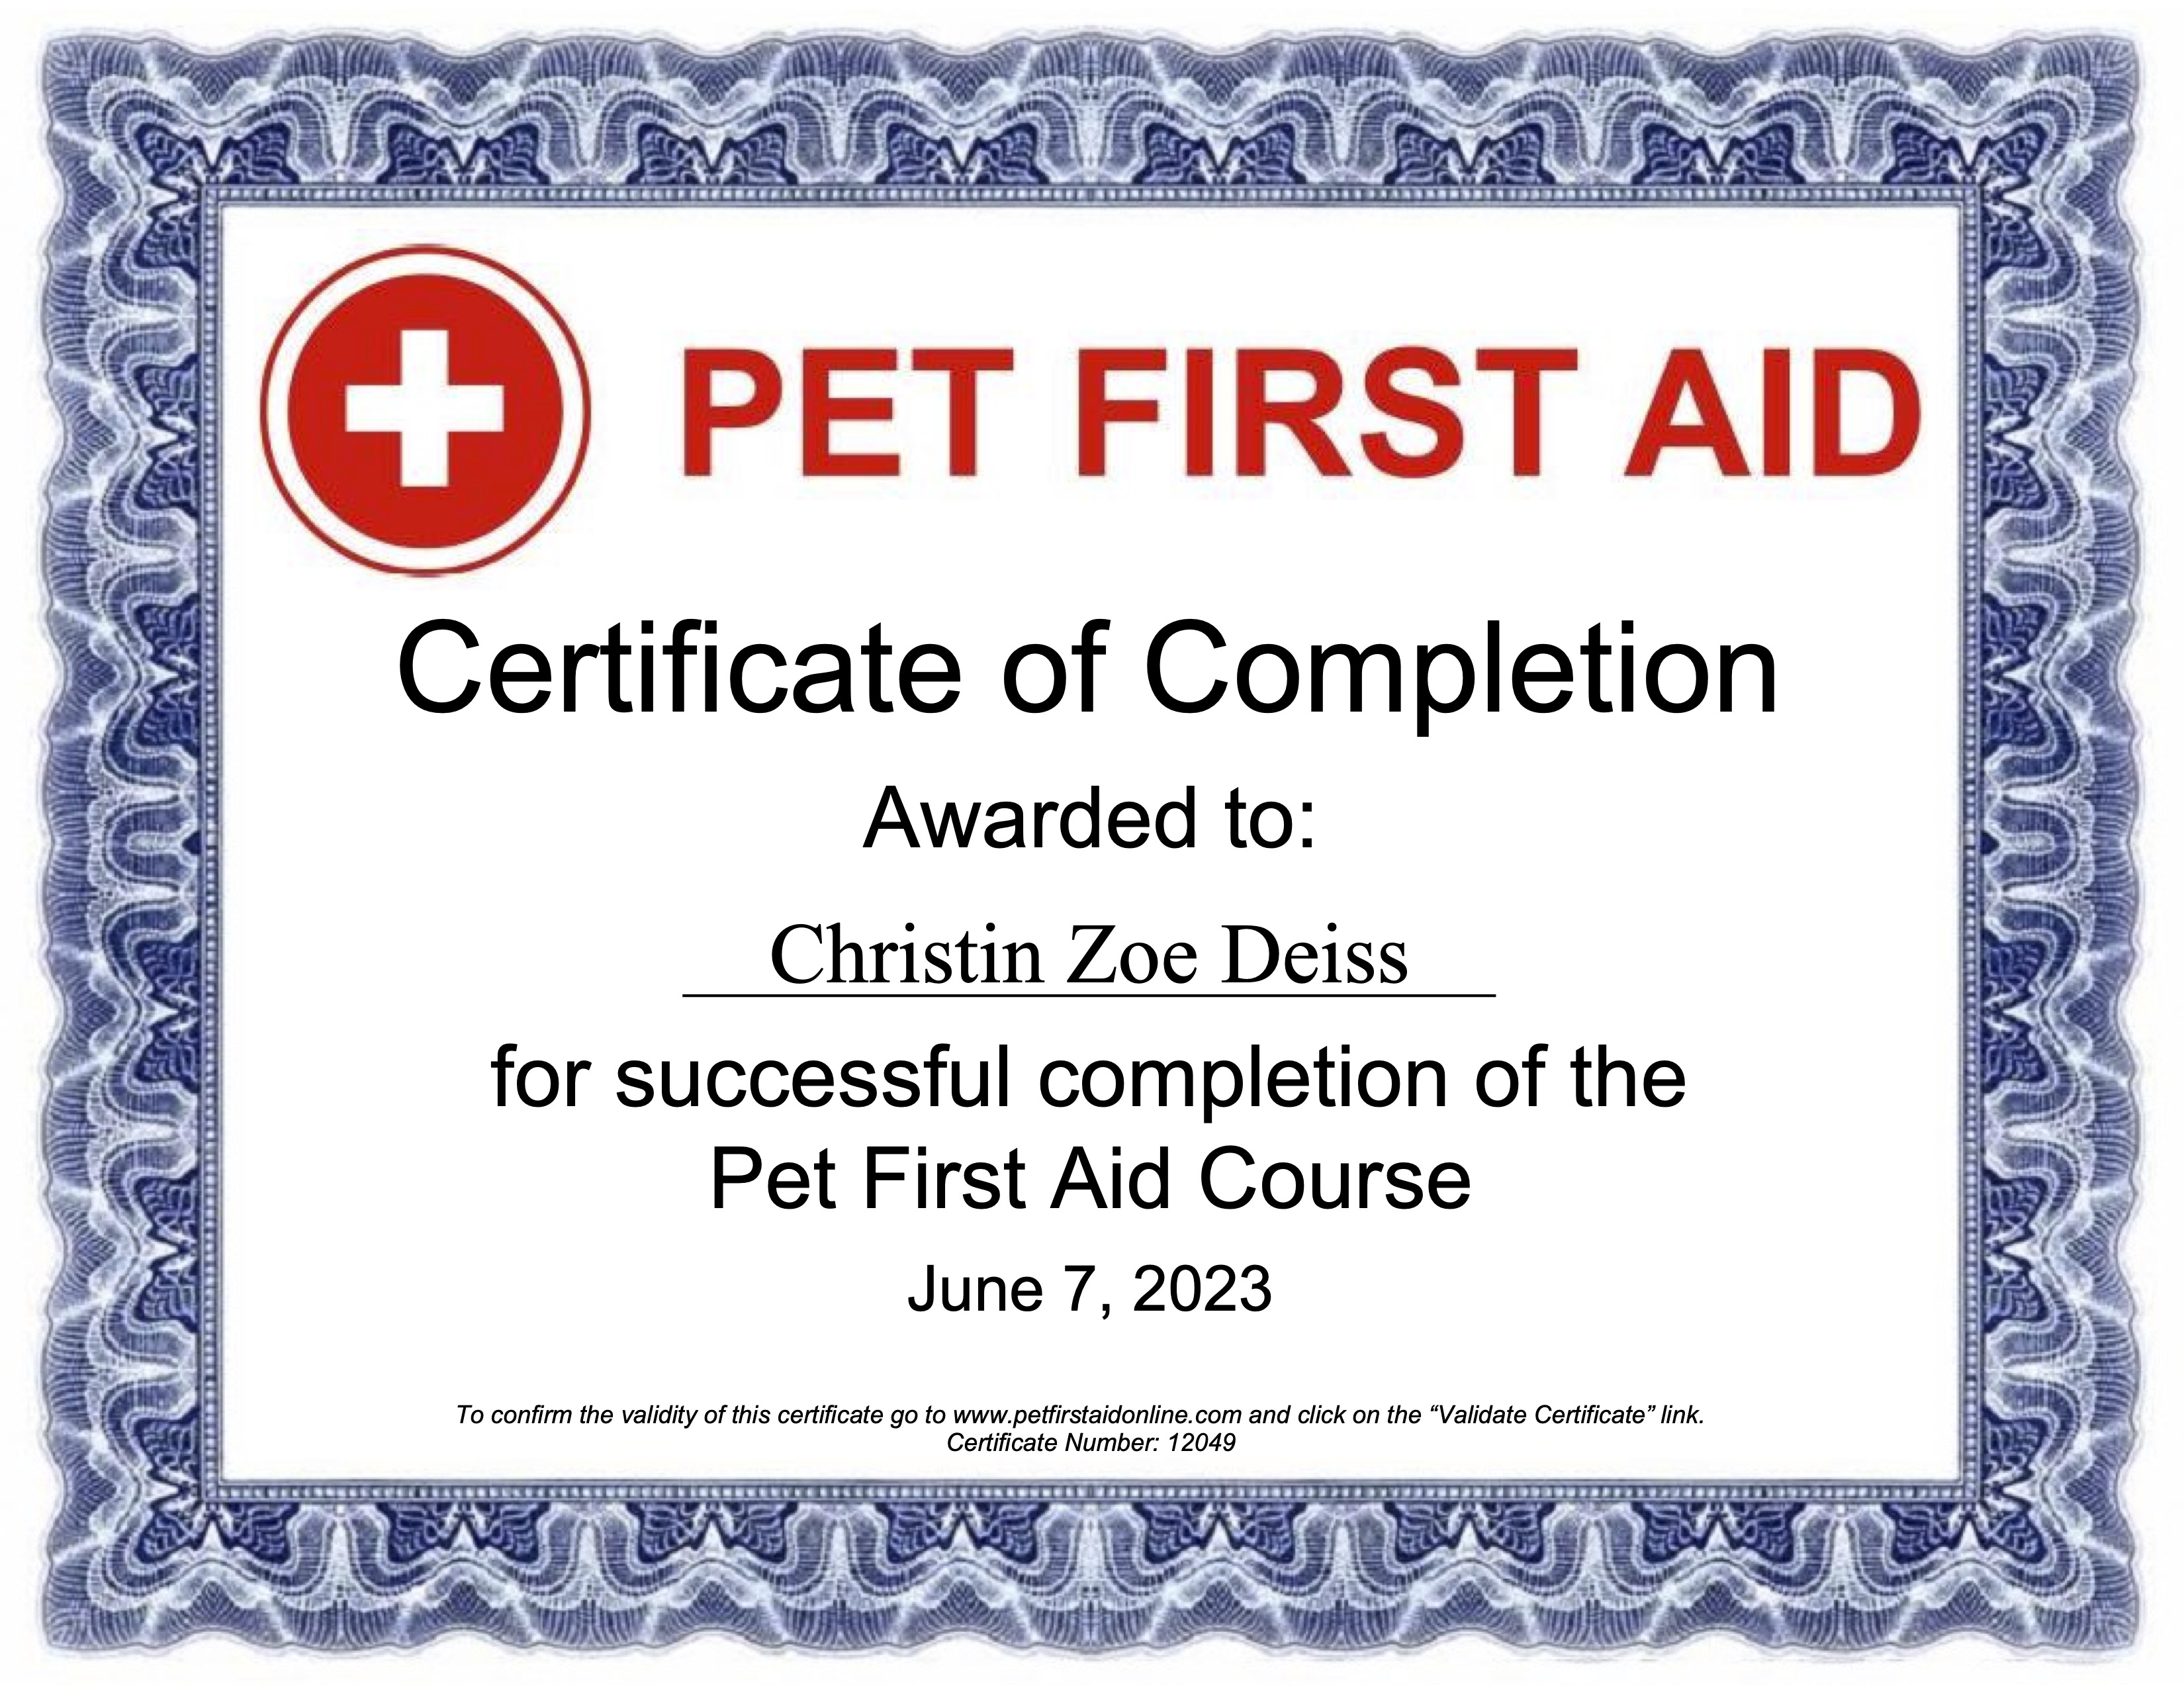 PET FIRST AID
Certificate of Completion
Awarded to:
Christin Zoe Deiss
for successful completion of the
Pet First Aid Course
June 7, 2023
To confirm the validity of this certificate go to www.petfirstaidonline.com and click on the “Validate Certificate” link.
Certificate Number: 12049